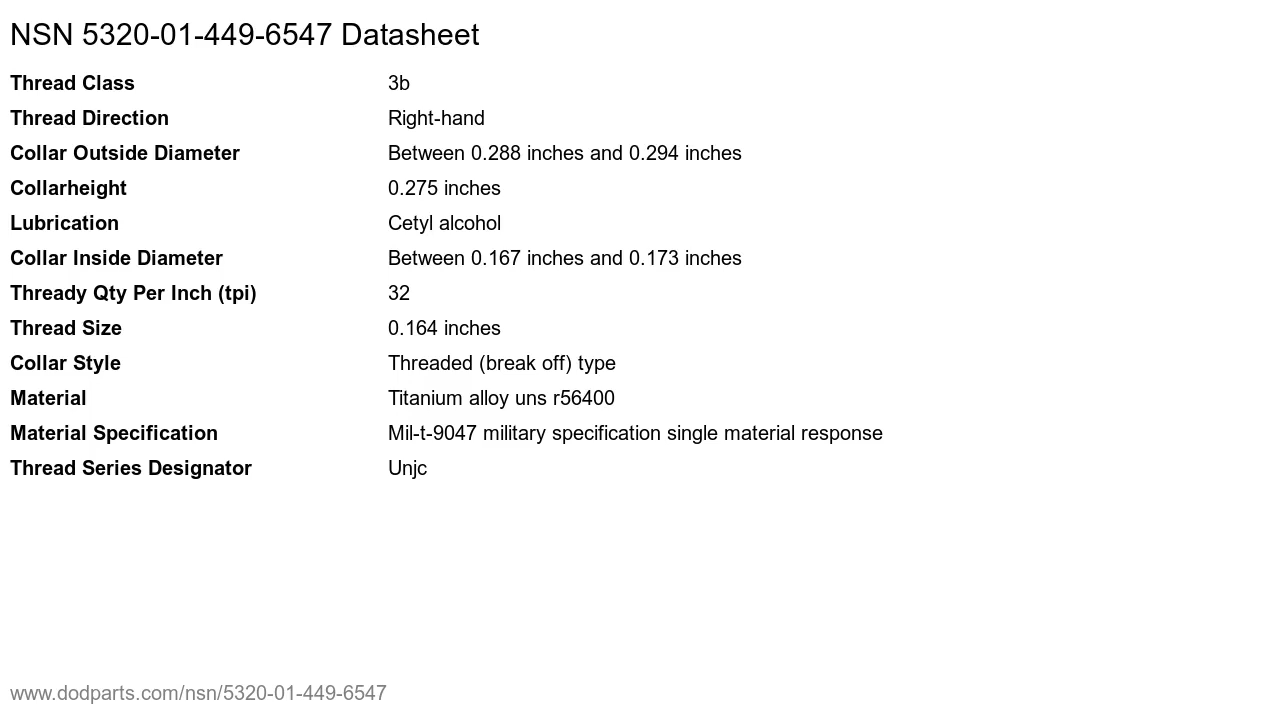 NSN 5320-01-449-6547 Datasheet
Thread Class 3b
Thread Direction Right-hand
Collar Outside Diameter Between 0.288 inches and 0.294 inches
Collarheight 0.275 inches
Lubrication Cetyl alcohol
Collar Inside Diameter Between 0.167 inches and 0.173 inches
Thready Qty Per Inch (tpi) 32
Thread Size 0.164 inches
Collar Style Threaded (break off) type
Material Titanium alloy uns r56400
Material Specification Mil-t-9047 military specification single material response
Thread Series Designator Unjc
www.dodparts.com/nsn/5320-01-449-6547